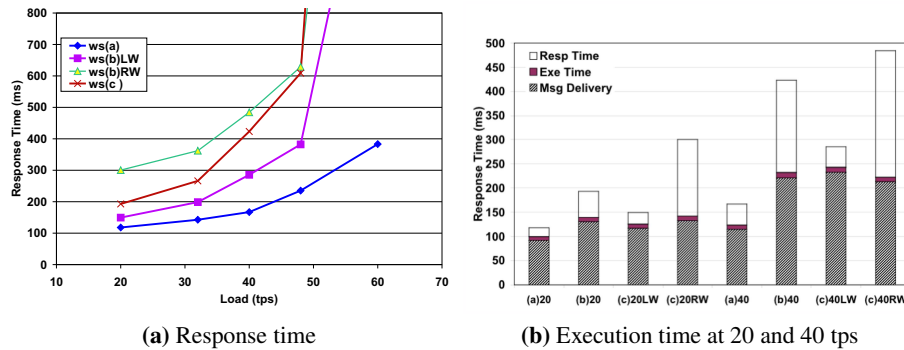 800
700
600
500
400
300
200
100
0
Response Time (ms)
ws(a)
ws(b)LW
ws(b)RW
ws(c )
10 20 30 40 50 60 70
Load (tps)
(a) Response time
500
450
400
350
300
250
200
150
100
50
0
Response Time (ms)
Resp Time
Exe Time
Msg Delivery
(a)20 (b)20 (c)20LW (c)20RW (a)40 (b)40 (c)40LW (c)40RW
(b) Execution time at 20 and 40 tps